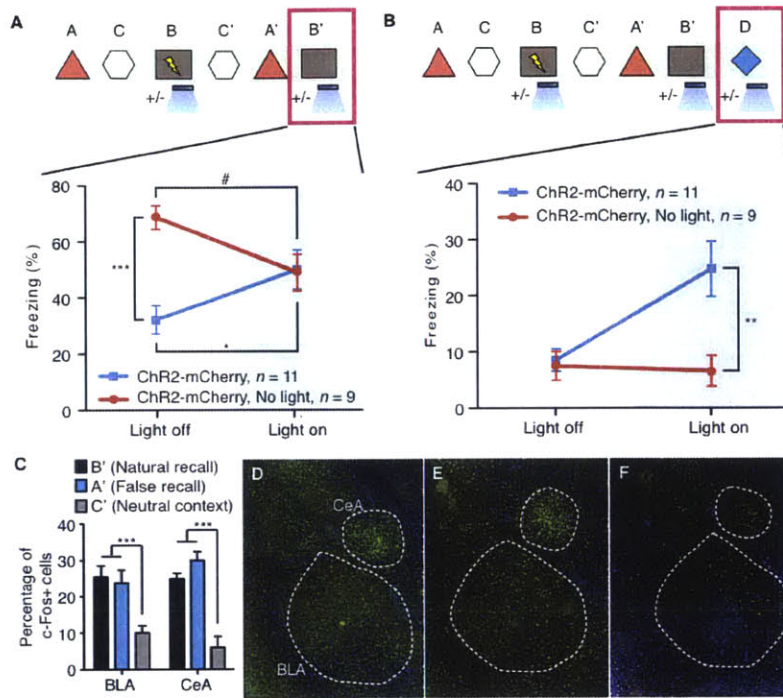 A
A C B C' A' B'
+/- +/-
80
60
40
20
0
Freezing (%)
#
***
*
ChR2-mCherry, n = 11
ChR2-mCherry, No light, n = 9
Light off Light on
B
A C B C' A' B' D
+/- +/- +/-
40
30
20
10
0
Freezing (%)
ChR2-mCherry, n = 11
ChR2-mCherry, No light, n = 9
**
Light off Light on
C
B' (Natural recall)
A' (False recall)
C' (Neutral context)
40
30
20
10
0
Percentage of
c-Fos+ cells
*** ***
BLA CeA
D
CeA
BLA
E
F